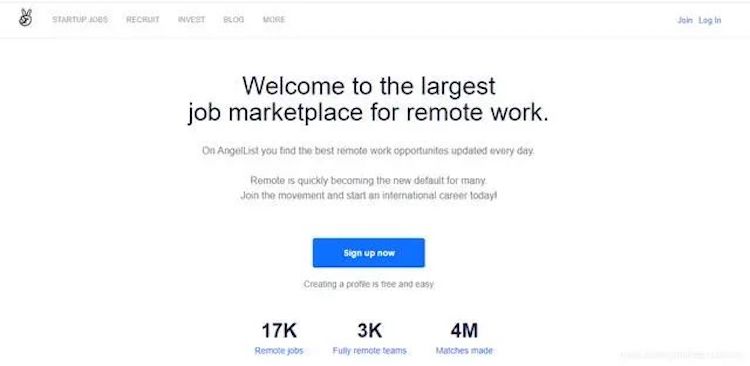 STARTUP JOBS RECRUIT INVEST BLOG MORE Join Log In
Welcome to the largest
job marketplace for remote work.
On AngelList you find the best remote work opportunites updated every day.
Remote is quickly becoming the new default for many.
Join the movement and start an international career today!
Sign up now
Creating a profile is free and easy
17K 3K 4M
Remote jobs Fully remote teams Matches made